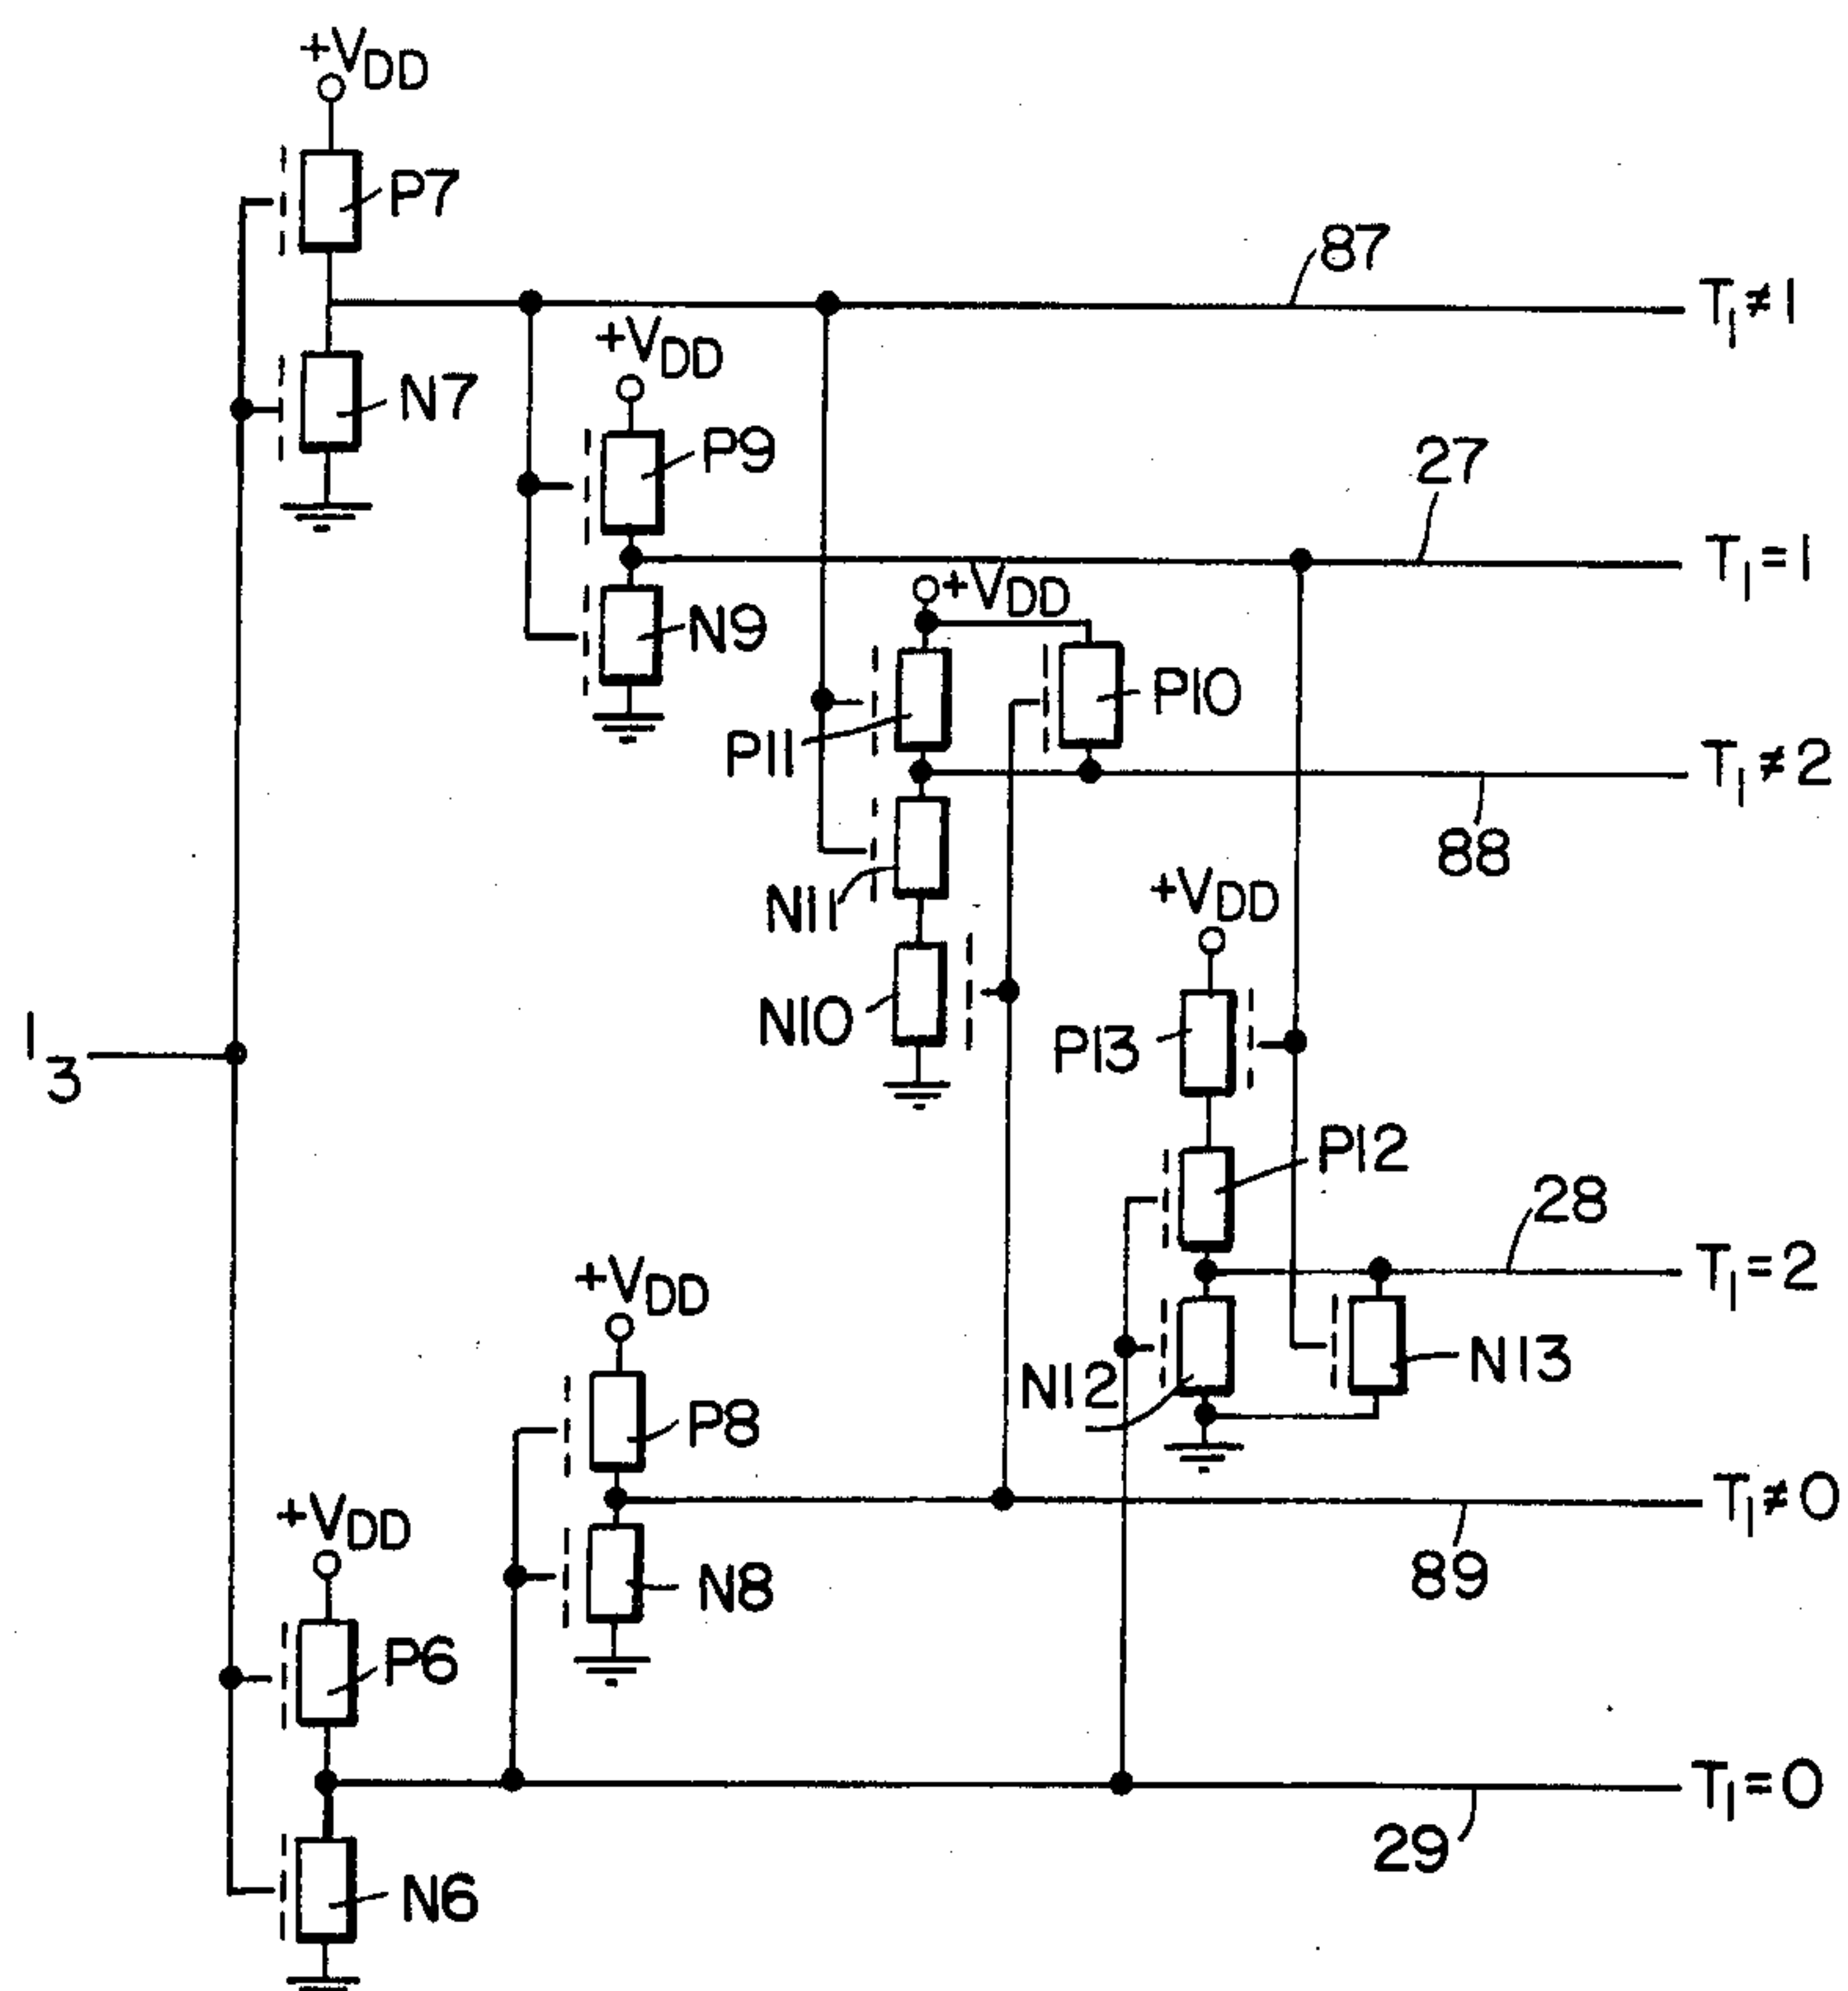 +VDD
P7
87
T1≠1
+VDD
N7
P9
27
T1=1
+VDD
N9
P10
P11
T1≠2
88
+VDD
N11
N10
P13
I3
P12
28
T1=2
+VDD
N12
N13
P8
T1≠0
+VDD
89
N8
P6
T1=0
29
N6